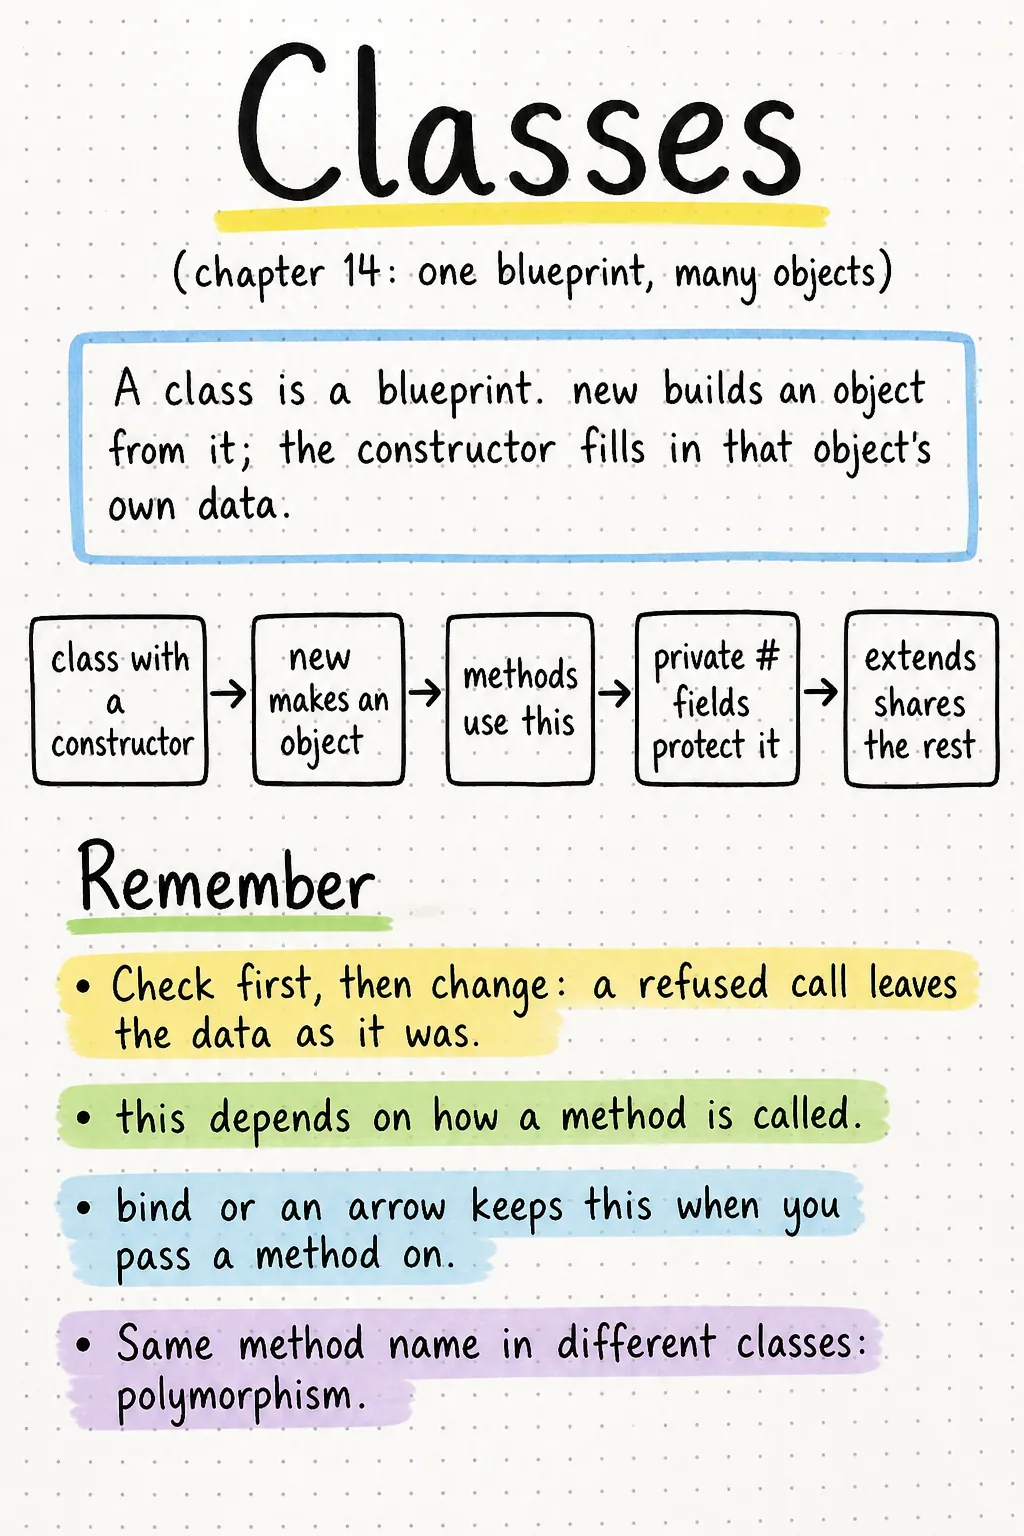 Classes
(chapter 14: one blueprint, many objects)
A class is a blueprint. new builds an object
from it; the constructor fills in that object's
own data.
class with
a
constructor
new
makes an
object
methods
use this
private #
fields
protect it
extends
shares
the rest
Remember
• Check first, then change: a refused call leaves
the data as it was.
• this depends on how a method is called.
• bind or an arrow keeps this when you
pass a method on.
• Same method name in different classes:
polymorphism.